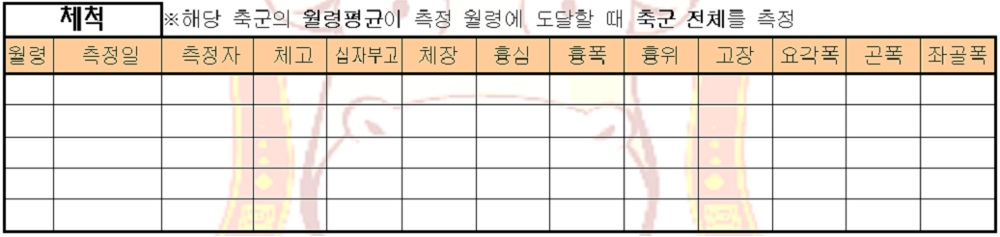 체척 ※해당 축군의 월령평균이 측정 월령에 도달할 때 축군 전체를 측정
월령 측정일 측정자 체고 십자부고 체장 흉심 흉폭 흉위 고장 요각폭 곤폭 좌골폭